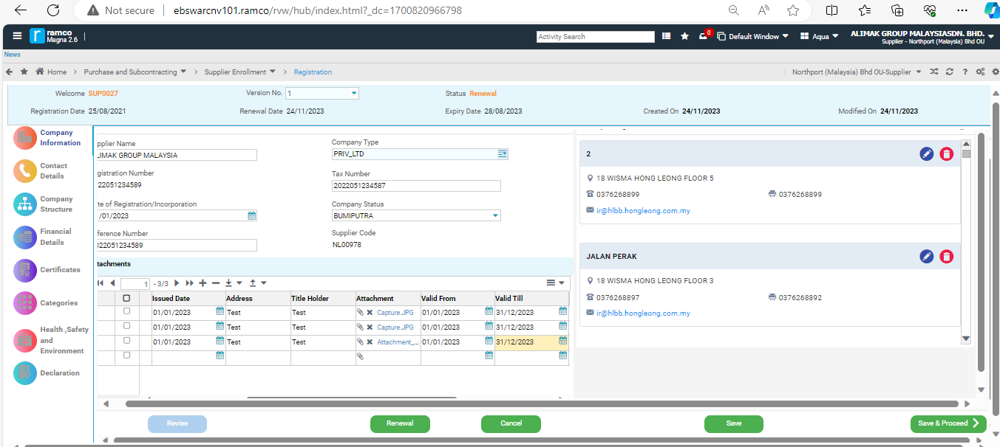 Not secure ebswarcnv101.ramco/rvw/hub/index.html?_dc=1700820966798
ramco
Magna 2.6
Activity Search
0
Default Window
Aqua
ALIMAK GROUP MALAYSIASDN. BHD.
Supplier - Northport (Malaysia) Bhd OU
News
Home > Purchase and Subcontracting > Supplier Enrollment > Registration
Northport (Malaysia) Bhd OU-Supplier
Welcome SUP0027
Version No. 1
Status Renewal
Registration Date 25/08/2021
Renewal Date 24/11/2023
Expiry Date 28/08/2023
Created On 24/11/2023
Modified On 24/11/2023
Company
Information
Contact
Details
Company
Structure
Financial
Details
Certificates
Categories
Health ,Safety
and
Environment
Declaration
pplier Name
LIMAK GROUP MALAYSIA
Company Type
PRIV_LTD
gistration Number
22051234589
Tax Number
2022051234587
te of Registration/Incorporation
/01/2023
Company Status
BUMIPUTRA
ference Number
022051234589
Supplier Code
NL00978
tachments
1 - 3/3
Issued Date Address Title Holder Attachment Valid From Valid Till
01/01/2023 Test Test Capture.JPG 01/01/2023 31/12/2023
01/01/2023 Test Test Capture.JPG 01/01/2023 31/12/2023
01/01/2023 Test Test Attachment_... 01/01/2023 31/12/2023
2
18 WISMA HONG LEONG FLOOR 5
0376268899 0376268899
ir@hlbb.hongleong.com.my
JALAN PERAK
18 WISMA HONG LEONG FLOOR 3
0376268897 0376268892
ir@hlbb.hongleong.com.my
Revise
Renewal
Cancel
Save
Save & Proceed